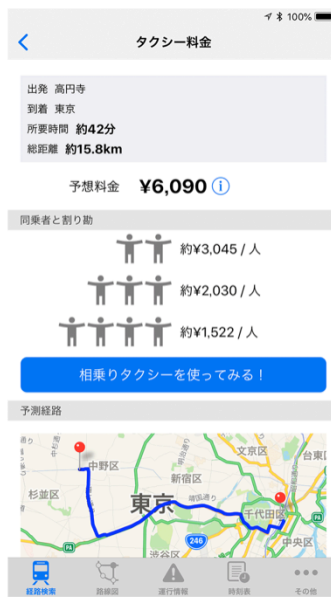 100%
タクシー料金
出発 高円寺
到着 東京
所要時間 約42分
総距離 約15.8km
予想料金 ¥6,090
同乗者と割り勘
約¥3,045 / 人
約¥2,030 / 人
約¥1,522 / 人
相乗りタクシーを使ってみる！
予測経路
中野区
文京区
台東区
新宿区
杉並区
東京
靖国通り
千代田区
246
中央区
渋谷区
経路検索 路線図 運行情報 時刻表 その他